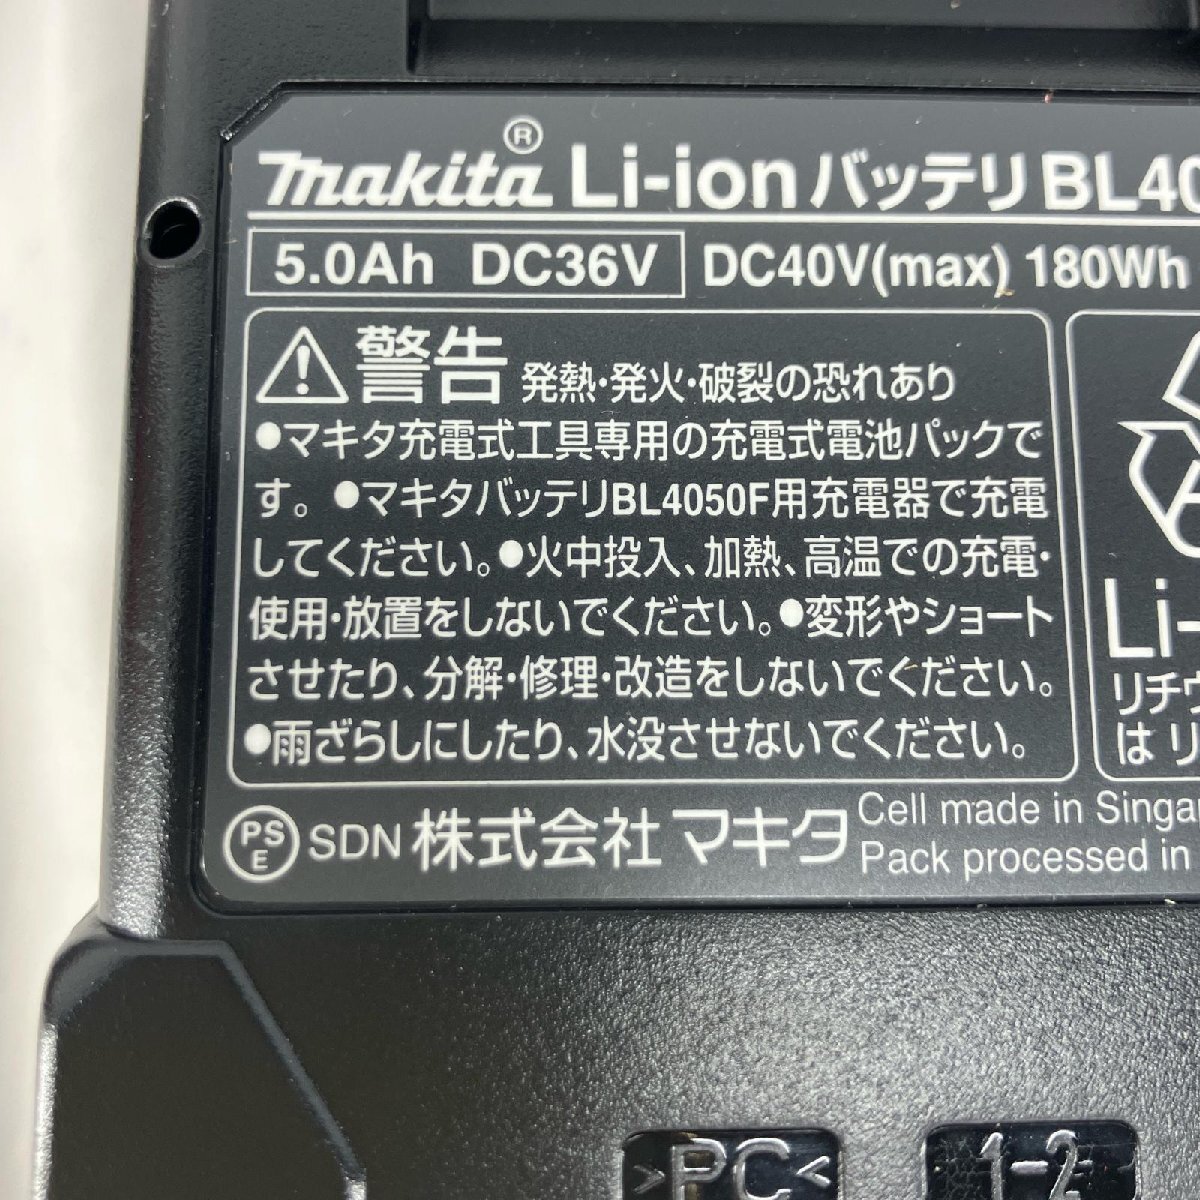 makita® Li-ion バッテリ BL40
5.0Ah DC36V DC40V(max) 180Wh
警告 発熱・発火・破裂の恐れあり
●マキタ充電式工具専用の充電式電池パックで
す。●マキタバッテリBL4050F用充電器で充電
してください。●火中投入、加熱、高温での充電・
使用・放置をしないでください。●変形やショート
させたり、分解・修理・改造をしないでください。
●雨ざらしにしたり、水没させないでください。
Li-
リチウ
は リ
PS
E
SDN 株式会社 マキタ
Cell made in Singa
Pack processed in
>PC<
1-2